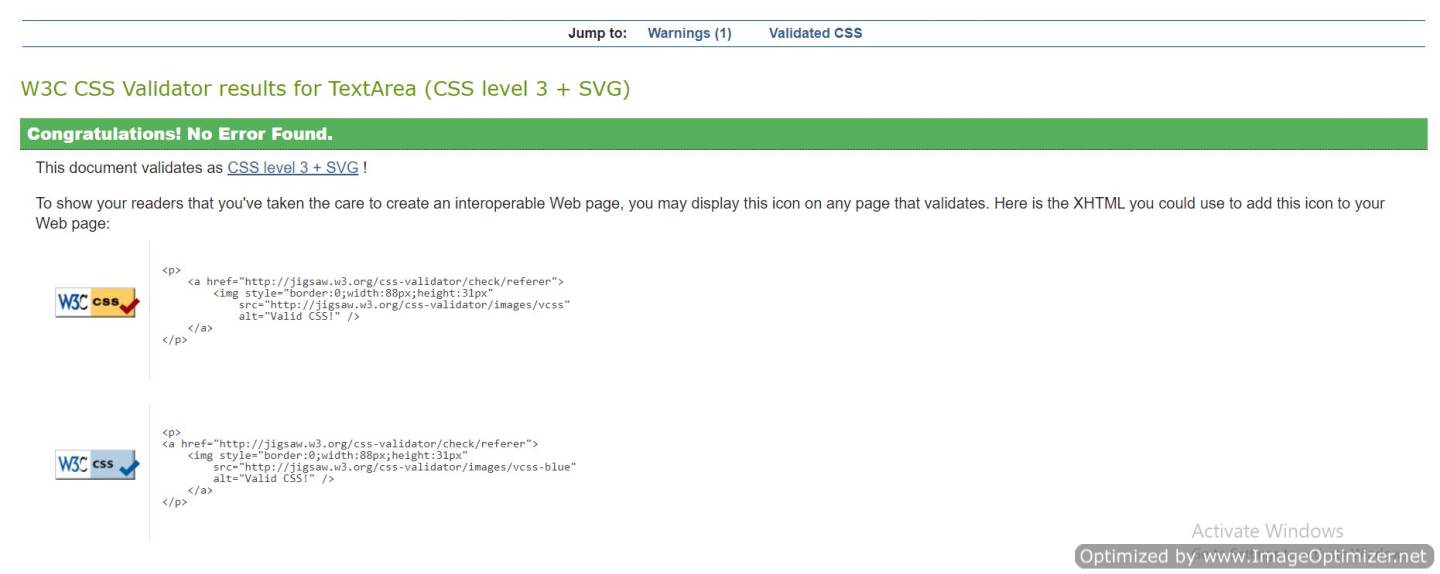 Jump to: Warnings (1) Validated CSS
W3C CSS Validator results for TextArea (CSS level 3 + SVG)
Congratulations! No Error Found.
This document validates as CSS level 3 + SVG !
To show your readers that you've taken the care to create an interoperable Web page, you may display this icon on any page that validates. Here is the XHTML you could use to add this icon to your
Web page:
W3C css
<p>
<a href="http://jigsaw.w3.org/css-validator/check/referer">
<img style="border:0;width:88px;height:31px"
src="http://jigsaw.w3.org/css-validator/images/vcss"
alt="Valid CSS!" />
</a>
</p>
W3C css
<p>
<a href="http://jigsaw.w3.org/css-validator/check/referer">
<img style="border:0;width:88px;height:31px"
src="http://jigsaw.w3.org/css-validator/images/vcss-blue"
alt="Valid CSS!" />
</a>
</p>
Activate Windows
Optimized by www.ImageOptimizer.net